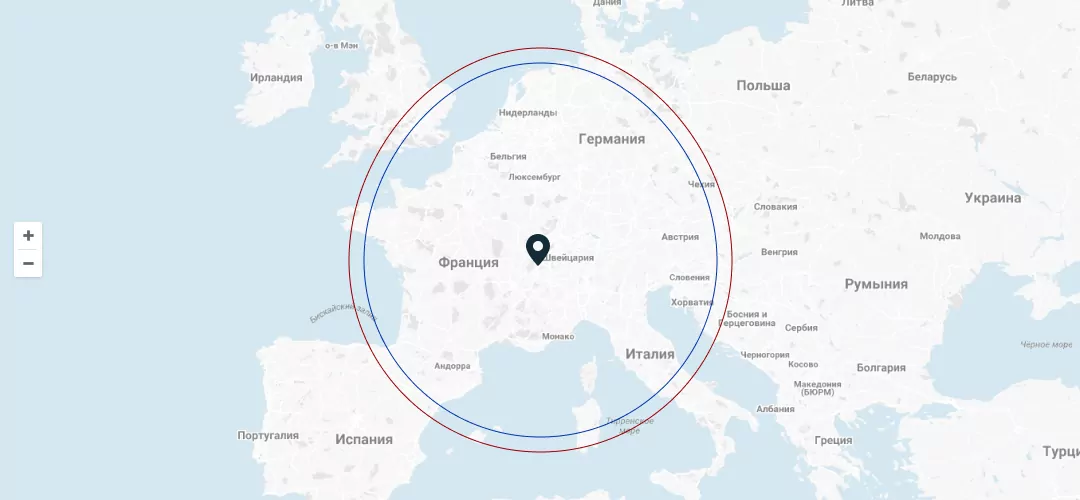 Дания
Литва
о-в Мэн
Ирландия
Беларусь
Польша
Нидерланды
Германия
Бельгия
Люксембург
Чехия
Украина
Словакия
Австрия
Молдова
+
Венгрия
Швейцария
Франция
−
Словения
Румыния
Хорватия
Бискайский залив
Босния и
Герцеговина
Сербия
Монако
Чёрное море
Италия
Черногория
Косово
Андорра
Болгария
Македония
(БЮРМ)
Албания
Тирренское
море
Португалия
Испания
Греция
Турци